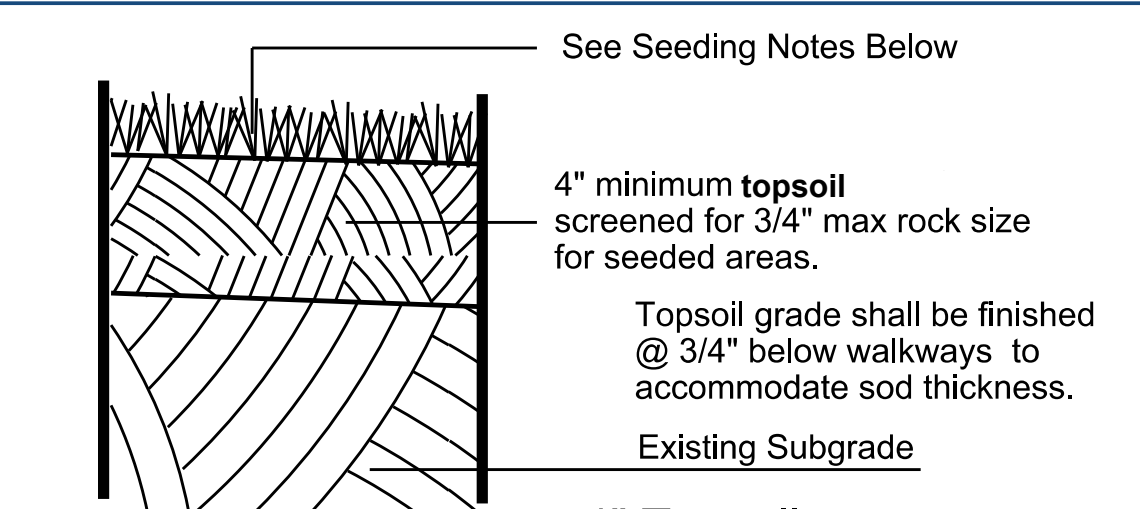 See Seeding Notes Below
4" minimum topsoil
screened for 3/4" max rock size
for seeded areas.
Topsoil grade shall be finished
@ 3/4" below walkways to
accommodate sod thickness.
Existing Subgrade